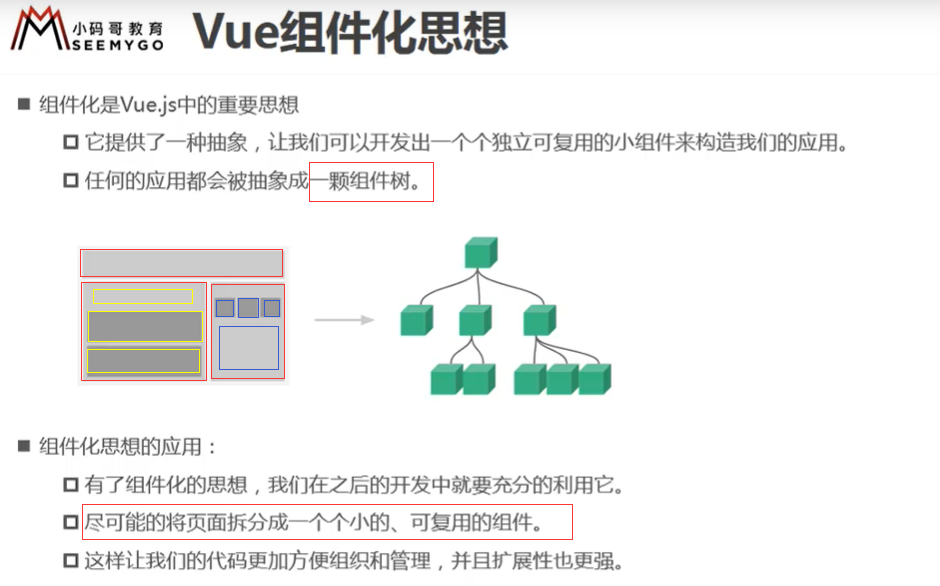 小码哥教育
SEEMYGO
Vue组件化思想
组件化是Vue.js中的重要思想
它提供了一种抽象，让我们可以开发出一个个独立可复用的小组件来构造我们的应用。
任何的应用都会被抽象成一颗组件树。
组件化思想的应用：
有了组件化的思想，我们在之后的开发中就要充分的利用它。
尽可能的将页面拆分成一个个小的、可复用的组件。
这样让我们的代码更加方便组织和管理，并且扩展性也更强。